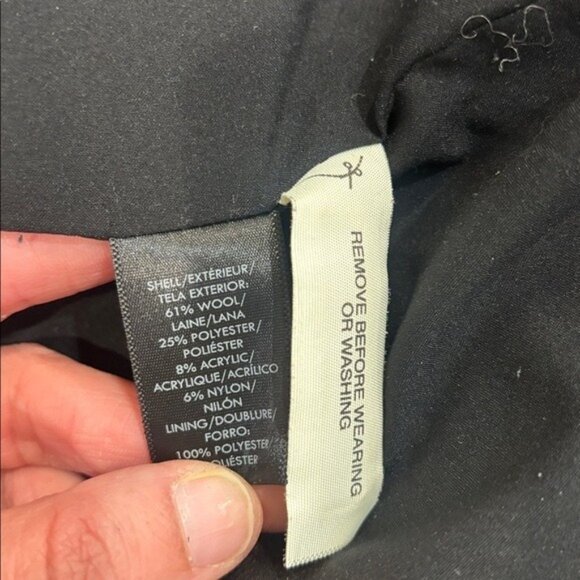 SHELL/EXTÉRIEUR/
TELA EXTERIOR:
61% WOOL/
LAINE/LANA
25% POLYESTER/
POLIÉSTER
8% ACRYLIC/
ACRYLIQUE/ACRÍLICO
6% NYLON/
NILÓN
LINING/DOUBLURE/
FORRO:
100% POLYESTER/
POLIÉSTER
REMOVE BEFORE WEARING
OR WASHING